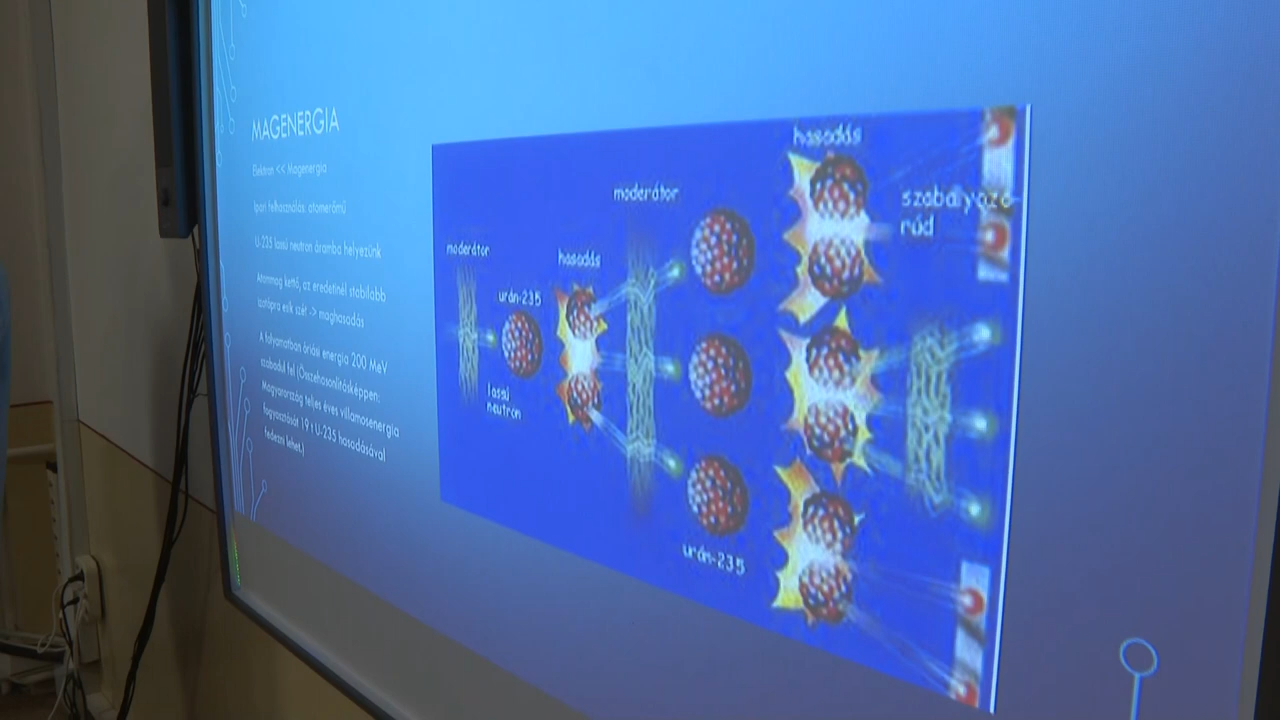 MAGENERGIA
Elektron << Magenergia
Ipari felhasználás: atomerőmű
U-235 lassú neutron áramba helyezünk
Atommag kettő, az eredetinél stabilabb
izotópra esik szét -> maghasadás
A folyamatban óriási energia 200 MeV
szabadul fel (Összehasonlításképpen:
Magyarország teljes éves villamosenergia
fogyasztását 19 t U-235 hasadásával
fedezni lehet.)
moderátor
urán-235
lassú
neutron
hasadás
moderátor
urán-235
hasadás
szabályozó-
rúd